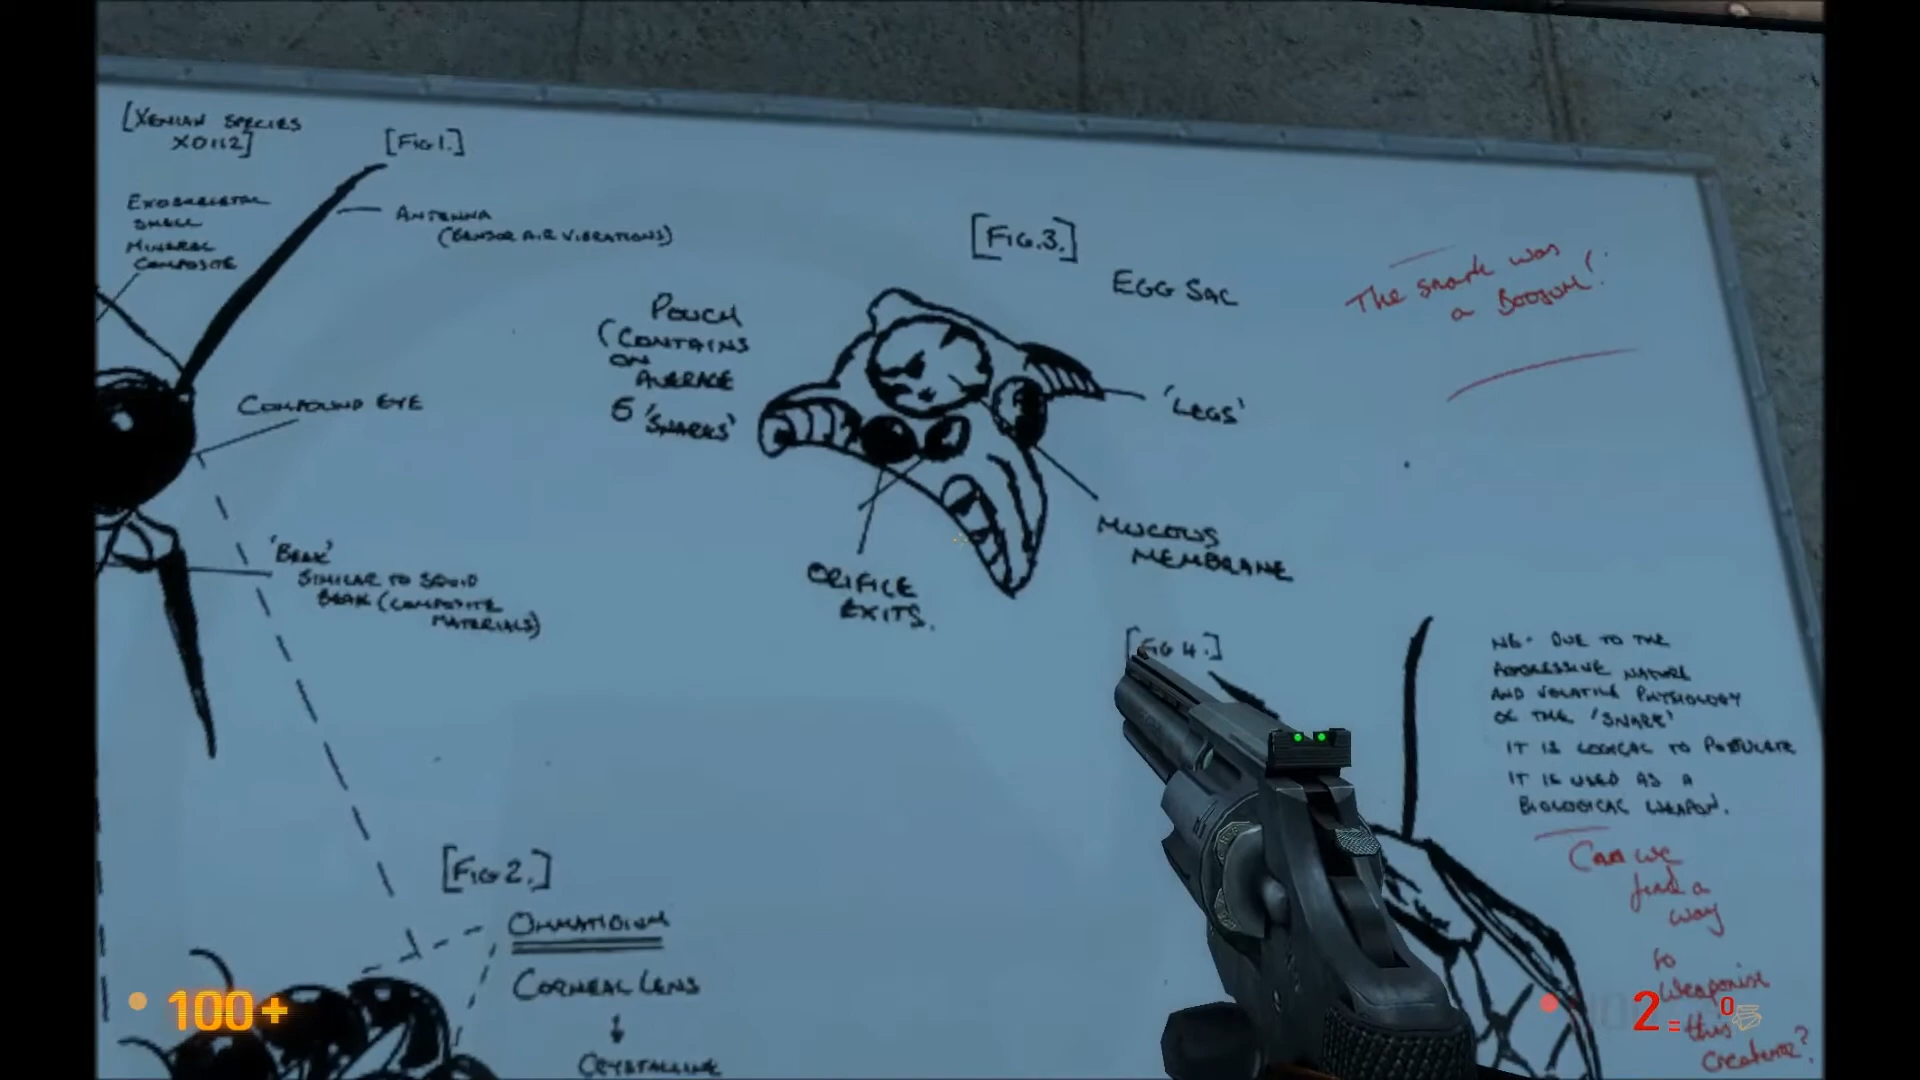 [XENIAN SPECIES
X0112]
[FIG 1.]
EXOSKELETAL
SHELL
MINERAL
COMPOSITE
ANTENNA
(SENSOR AIR VIBRATIONS)
COMPOUND EYE
'BEAK'
SIMILAR TO SQUID
BEAK (COMPOSITE
MATERIALS)
[FIG 2.]
OMMATIDIUM
CORNEAL LENS
CRYSTALLINE
[FIG.3.]
EGG SAC
POUCH
(CONTAINS
ON
AVERAGE
5 'SNARKS'
'LEGS'
MUCOUS
MEMBRANE
ORIFICE
EXITS.
The snark was
a Boojum!
[FIG 4.]
NB. DUE TO THE
AGGRESSIVE NATURE
AND VOLATILE PHYSIOLOGY
OF THE 'SNARK'
IT IS LOGICAL TO POSTULATE
IT IS USED AS A
BIOLOGICAL WEAPON.
Can we
find a
way
to
weaponise
this
creature?
100+
2
0